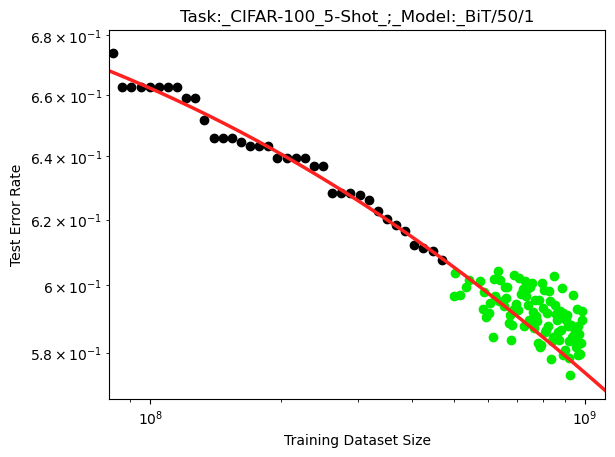 Task:_CIFAR-100_5-Shot_;_Model:_BiT/50/1
6.8 × 10⁻¹
6.6 × 10⁻¹
6.4 × 10⁻¹
6.2 × 10⁻¹
6 × 10⁻¹
5.8 × 10⁻¹
Test Error Rate
10⁸
10⁹
Training Dataset Size